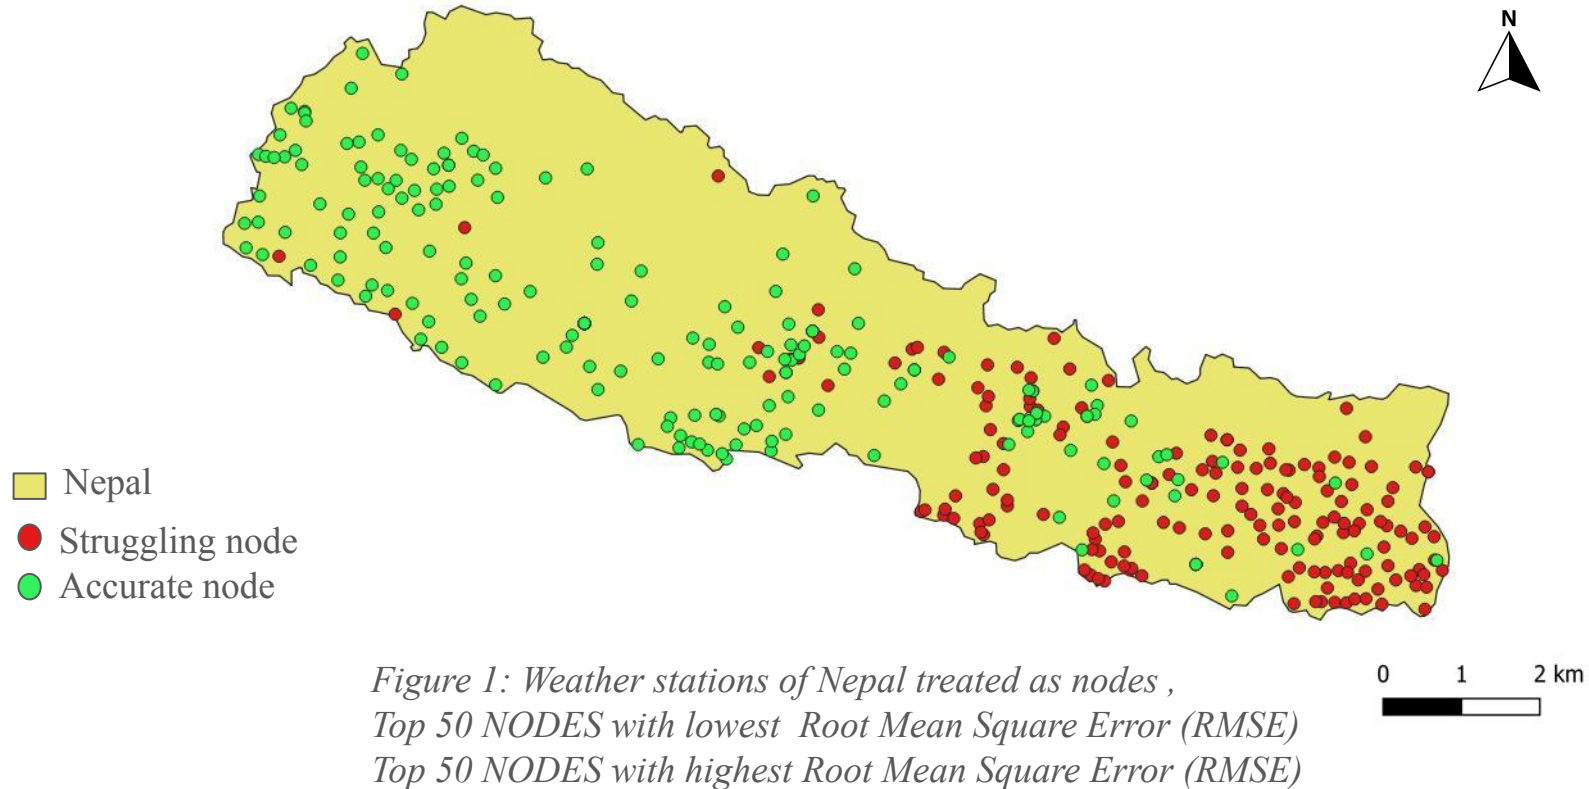 N
Nepal
Struggling node
Accurate node
0 1 2 km
Figure 1: Weather stations of Nepal treated as nodes ,
Top 50 NODES with lowest Root Mean Square Error (RMSE)
Top 50 NODES with highest Root Mean Square Error (RMSE)